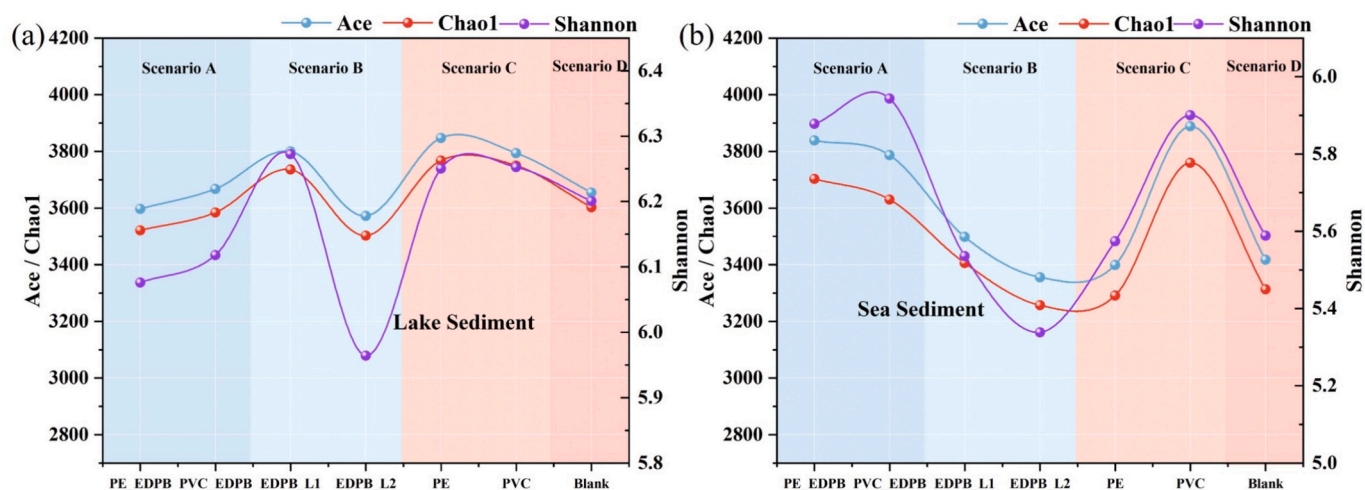 (a)
Ace Chao1 Shannon
4200
4000
3800
3600
3400
3200
3000
2800
Ace / Chao1
Scenario A Scenario B Scenario C Scenario D
Lake Sediment
6.4
6.3
6.2
6.1
6.0
5.9
5.8
Shannon
PE EDPB PVC EDPB EDPB L1 EDPB L2 PE PVC Blank
(b)
Ace Chao1 Shannon
4200
4000
3800
3600
3400
3200
3000
2800
Ace / Chao1
Scenario A Scenario B Scenario C Scenario D
Sea Sediment
6.0
5.8
5.6
5.4
5.2
5.0
Shannon
PE EDPB PVC EDPB EDPB L1 EDPB L2 PE PVC Blank